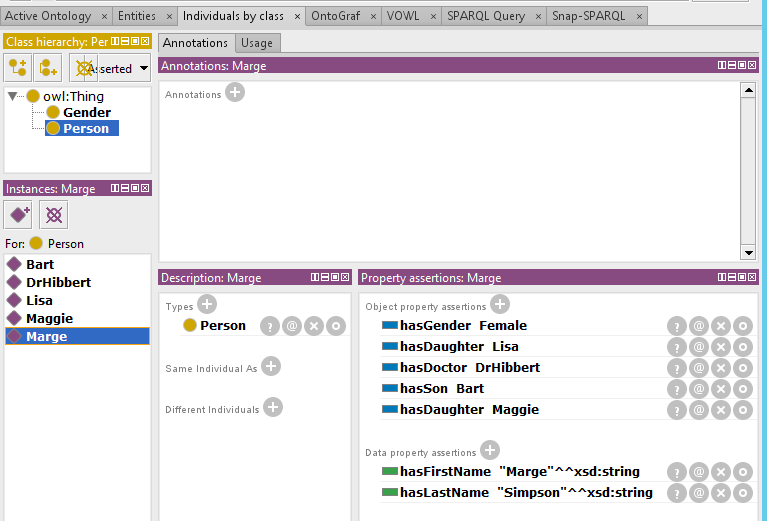 Active Ontology × Entities × Individuals by class × OntoGraf × VOWL × SPARQL Query × Snap-SPARQL ×
Class hierarchy: Per
Asserted
owl:Thing
Gender
Person
Instances: Marge
For: Person
Bart
DrHibbert
Lisa
Maggie
Marge
Annotations Usage
Annotations: Marge
Annotations
Description: Marge
Types
Person
Same Individual As
Different Individuals
Property assertions: Marge
Object property assertions
hasGender Female
hasDaughter Lisa
hasDoctor DrHibbert
hasSon Bart
hasDaughter Maggie
Data property assertions
hasFirstName "Marge"^^xsd:string
hasLastName "Simpson"^^xsd:string